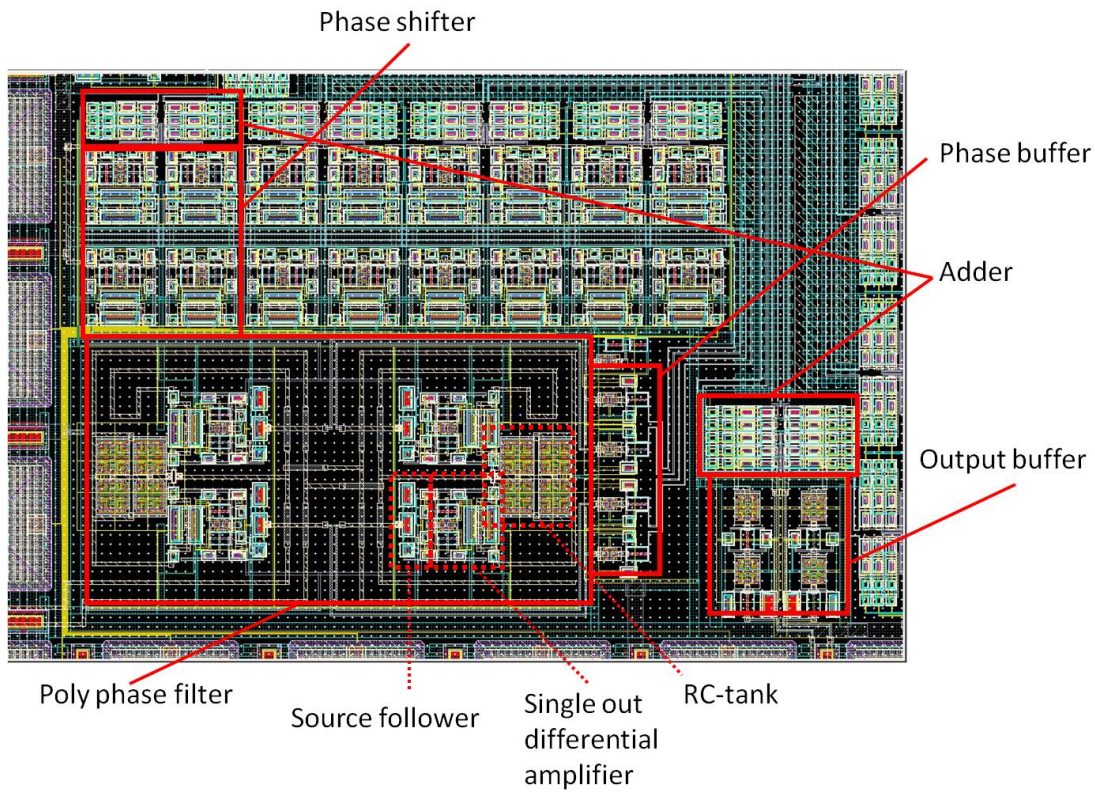 Phase shifter
Phase buffer
Adder
Output buffer
Poly phase filter
Source follower
Single out
differential
amplifier
RC-tank